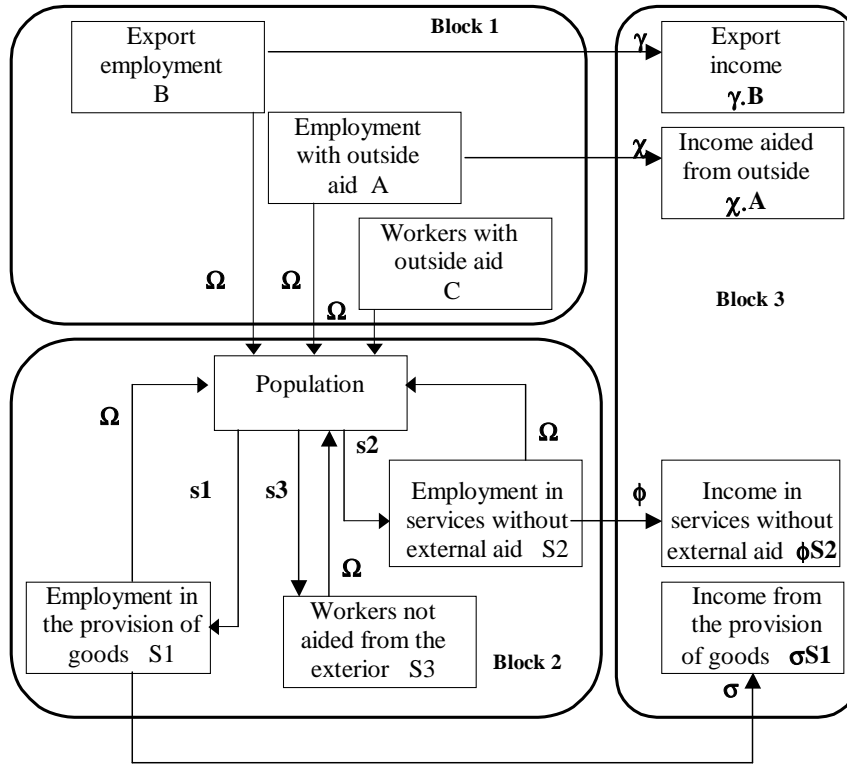 Block 1
Export
employment
B
γ
Export
income
γ.B
Employment
with outside
aid A
χ
Income aided
from outside
χ.A
Workers with
outside aid
C
Ω
Ω
Ω
Block 3
Population
Ω
s1
s3
s2
Ω
Employment in
services without
external aid S2
ϕ
Income in
services without
external aid ϕS2
Ω
Employment in
the provision of
goods S1
Workers not
aided from the
exterior S3
Block 2
Income from
the provision
of goods σS1
σ